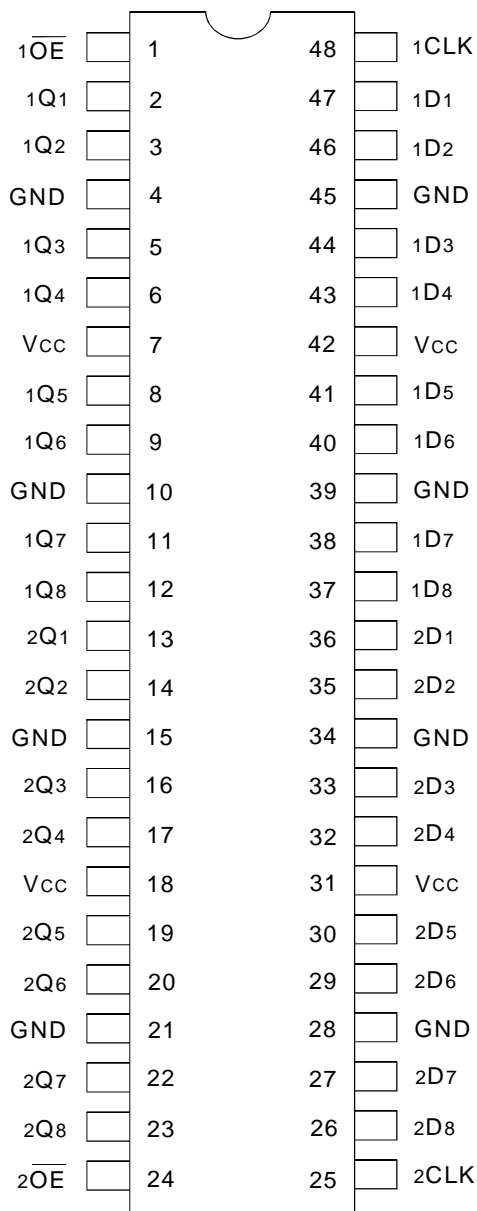 1O̅E̅ 1 48 1CLK
1Q1 2 47 1D1
1Q2 3 46 1D2
GND 4 45 GND
1Q3 5 44 1D3
1Q4 6 43 1D4
Vcc 7 42 Vcc
1Q5 8 41 1D5
1Q6 9 40 1D6
GND 10 39 GND
1Q7 11 38 1D7
1Q8 12 37 1D8
2Q1 13 36 2D1
2Q2 14 35 2D2
GND 15 34 GND
2Q3 16 33 2D3
2Q4 17 32 2D4
Vcc 18 31 Vcc
2Q5 19 30 2D5
2Q6 20 29 2D6
GND 21 28 GND
2Q7 22 27 2D7
2Q8 23 26 2D8
2O̅E̅ 24 25 2CLK